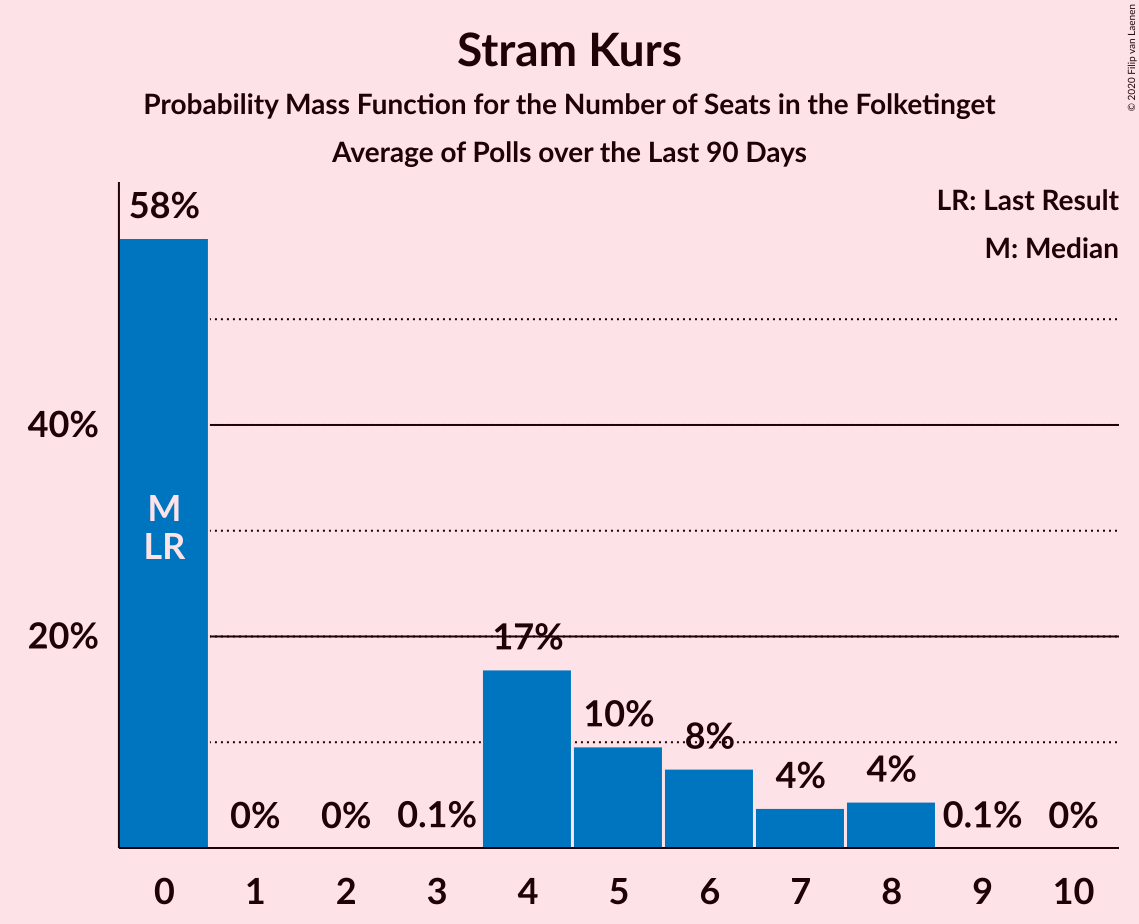 Stram Kurs
Probability Mass Function for the Number of Seats in the Folketinget
Average of Polls over the Last 90 Days
© 2020 Filip van Laenen
LR: Last Result
M: Median
58%
40%
20%
M
LR
0%
0%
0.1%
17%
10%
8%
4%
4%
0.1%
0%
0 1 2 3 4 5 6 7 8 9 10